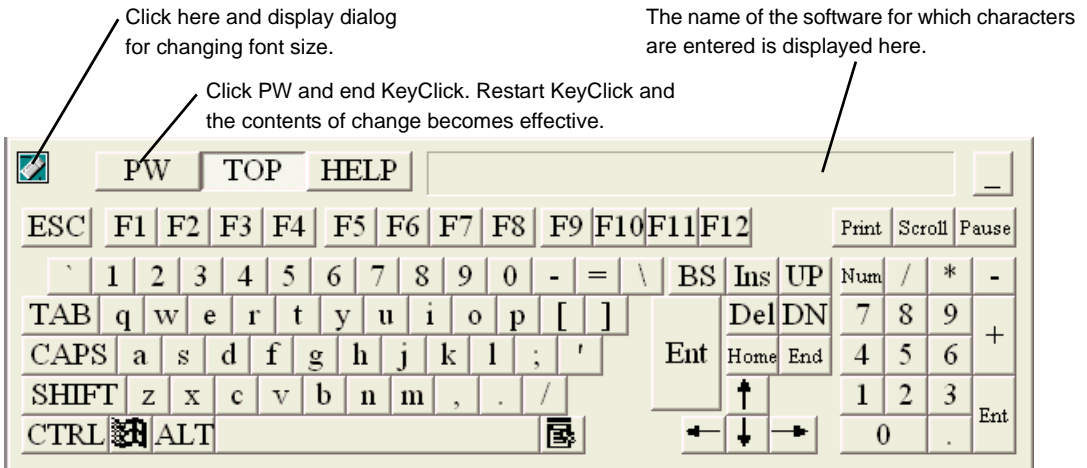 Click here and display dialog
for changing font size.
The name of the software for which characters
are entered is displayed here.
Click PW and end KeyClick. Restart KeyClick and
the contents of change becomes effective.
PW TOP HELP _
ESC F1 F2 F3 F4 F5 F6 F7 F8 F9 F10 F11 F12 Print Scroll Pause
` 1 2 3 4 5 6 7 8 9 0 - = \ BS Ins UP Num / * -
TAB q w e r t y u i o p [ ] Del DN 7 8 9 +
CAPS a s d f g h j k l ; ' Ent Home End 4 5 6
SHIFT z x c v b n m , . / 1 2 3 Ent
CTRL ALT 0 .